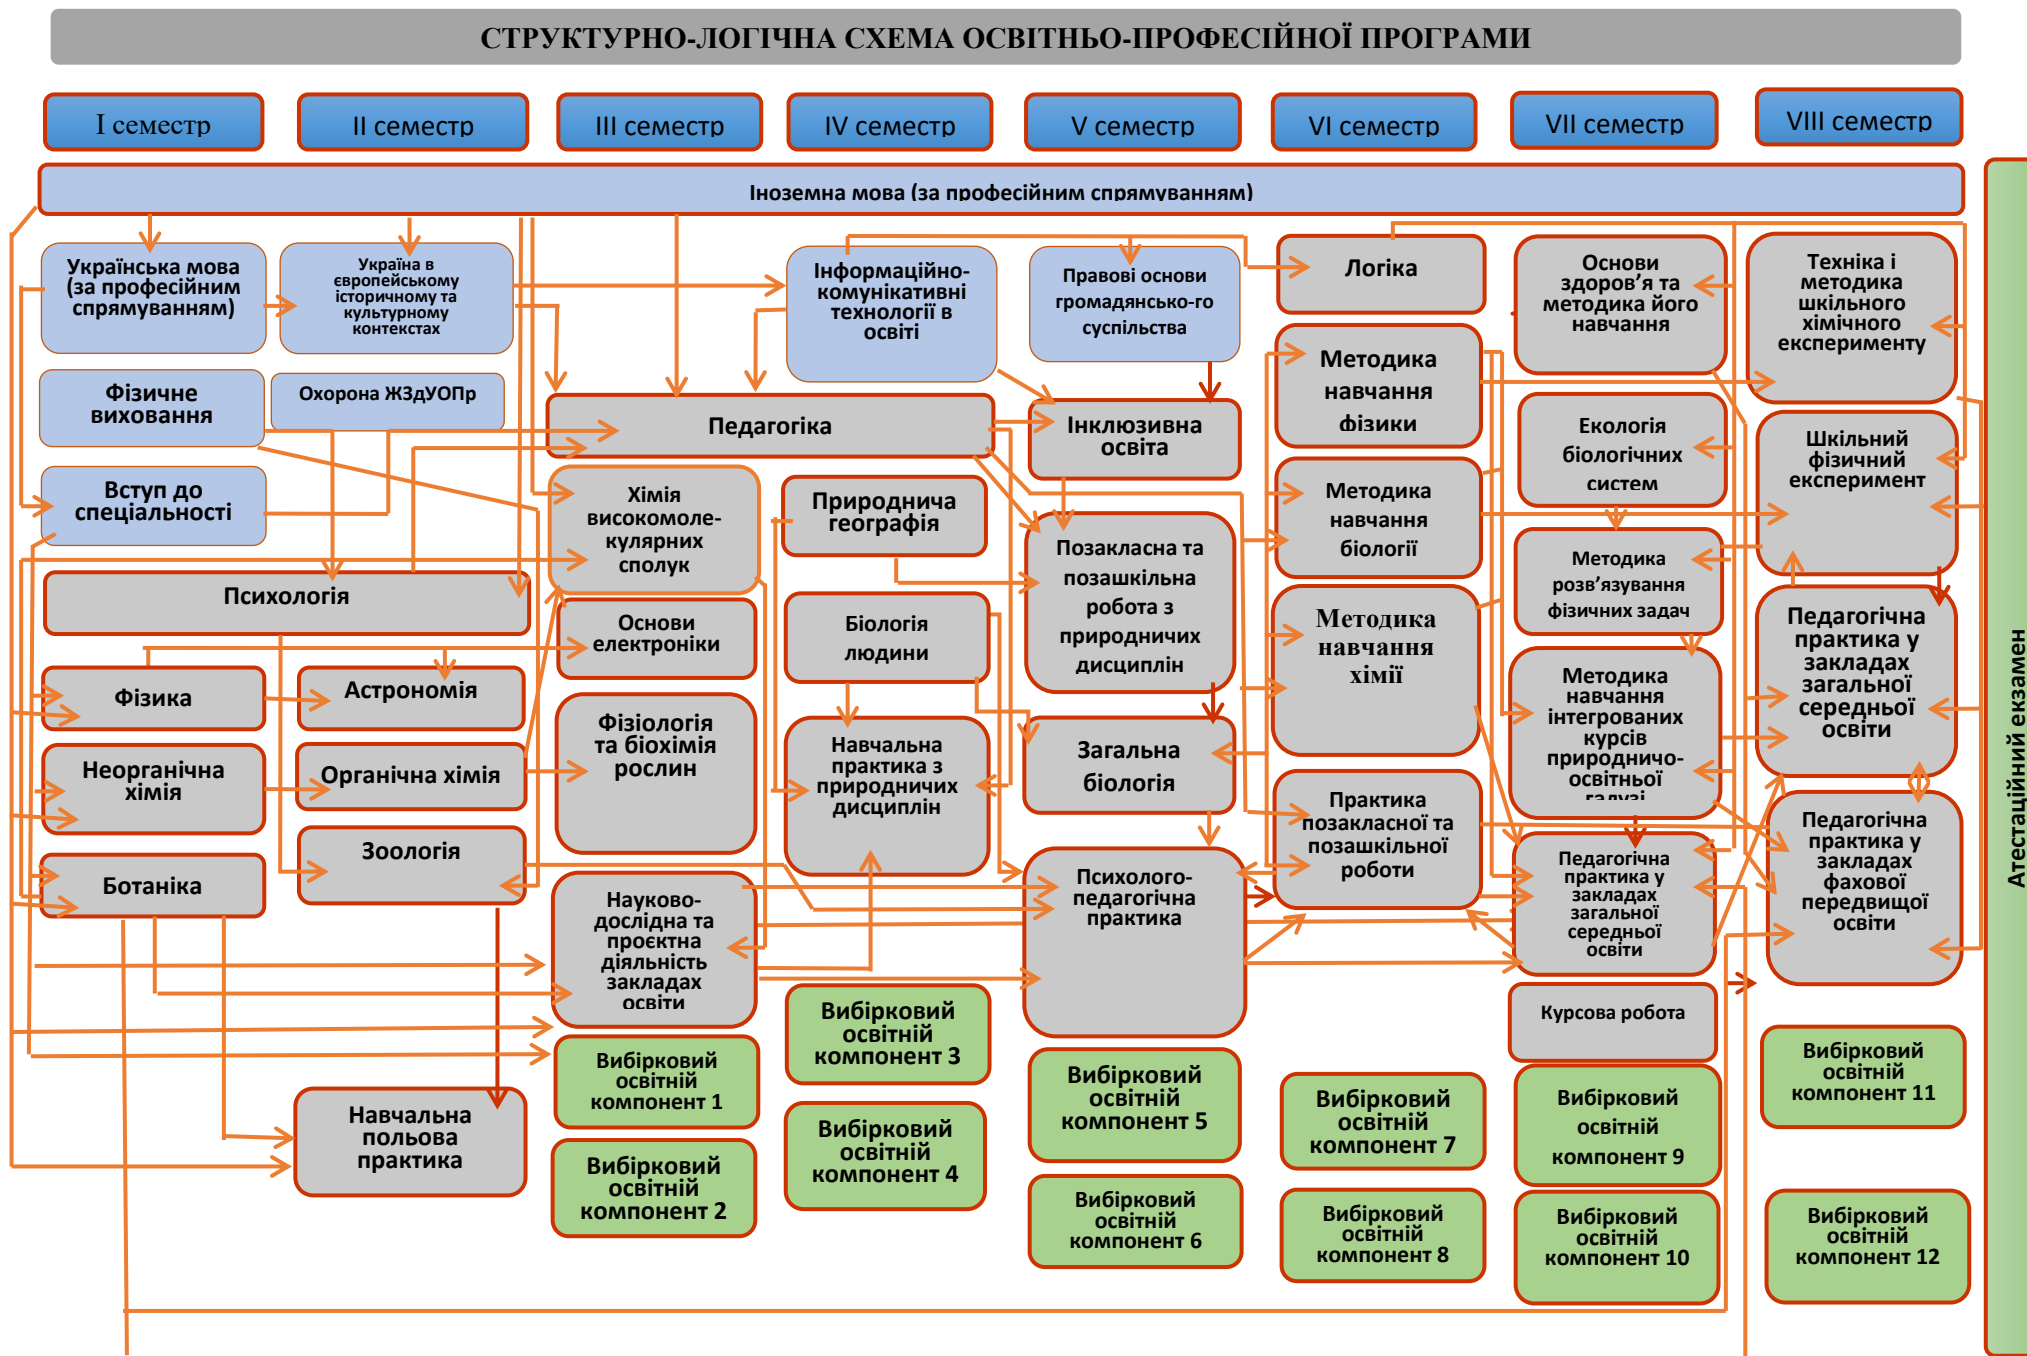 СТРУКТУРНО-ЛОГІЧНА СХЕМА ОСВІТНЬО-ПРОФЕСІЙНОЇ ПРОГРАМИ
І семестр
ІІ семестр
ІІІ семестр
IV семестр
V семестр
VI семестр
VII семестр
VIII семестр
Іноземна мова (за професійним спрямуванням)
Українська мова
(за професійним
спрямуванням)
Фізичне
виховання
Вступ до
спеціальності
Психологія
Фізика
Неорганічна
хімія
Ботаніка
Україна в
європейському
історичному та
культурному
контекстах
Охорона ЖЗдУОПр
Астрономія
Органічна хімія
Зоологія
Навчальна
польова
практика
Педагогіка
Хімія
високомоле-
кулярних
сполук
Основи
електроніки
Фізіологія
та біохімія
рослин
Науково-
дослідна та
проєктна
діяльність
закладах
освіти
Вибірковий
освітній
компонент 1
Вибірковий
освітній
компонент 2
Інформаційно-
комунікативні
технології в
освіті
Природнича
географія
Біологія
людини
Навчальна
практика з
природничих
дисциплін
Вибірковий
освітній
компонент 3
Вибірковий
освітній
компонент 4
Правові основи
громадянсько-го
суспільства
Інклюзивна
освіта
Позакласна та
позашкільна
робота з
природничих
дисциплін
Загальна
біологія
Психолого-
педагогічна
практика
Вибірковий
освітній
компонент 5
Вибірковий
освітній
компонент 6
Логіка
Методика
навчання
фізики
Методика
навчання
біології
Методика
навчання
хімії
Практика
позакласної та
позашкільної
роботи
Вибірковий
освітній
компонент 7
Вибірковий
освітній
компонент 8
Основи
здоров’я та
методика його
навчання
Екологія
біологічних
систем
Методика
розв’язування
фізичних задач
Методика
навчання
інтегрованих
курсів
природничо-
освітньої
галузі
Педагогічна
практика у
закладах
загальної
середньої
освіти
Курсова робота
Вибірковий
освітній
компонент 9
Вибірковий
освітній
компонент 10
Техніка і
методика
шкільного
хімічного
експерименту
Шкільний
фізичний
експеримент
Педагогічна
практика у
закладах
загальної
середньої
освіти
Педагогічна
практика у
закладах
фахової
передвищої
освіти
Вибірковий
освітній
компонент 11
Вибірковий
освітній
компонент 12
Атестаційний екзамен